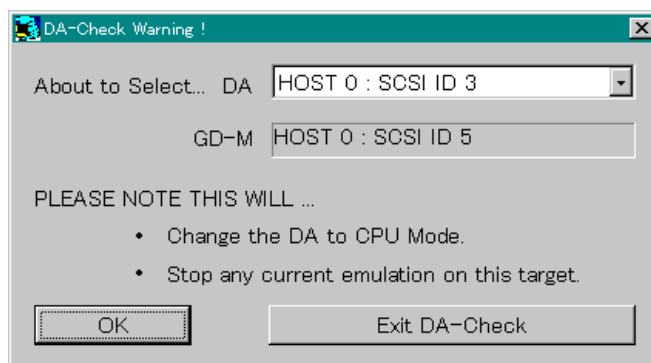 DA-Check Warning !
About to Select... DA HOST 0 : SCSI ID 3
GD-M HOST 0 : SCSI ID 5
PLEASE NOTE THIS WILL ...
• Change the DA to CPU Mode.
• Stop any current emulation on this target.
OK Exit DA-Check